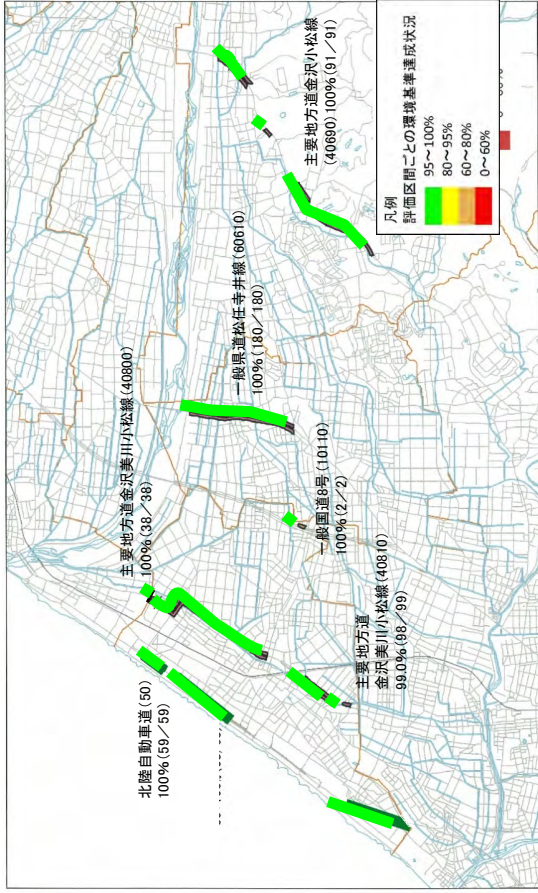 主要地方道金沢小松線
(40690)100%(91/91)
一般県道松任寺井線(60610)
100%(180/180)
主要地方道金沢美川小松線(40800)
100%(38/38)
一般国道8号(10110)
100%(2/2)
主要地方道
金沢美川小松線(40810)
99.0%(98/99)
北陸自動車道(50)
100%(59/59)
凡例
評価区間ごとの環境基準達成状況
95~100%
80~95%
60~80%
0~60%